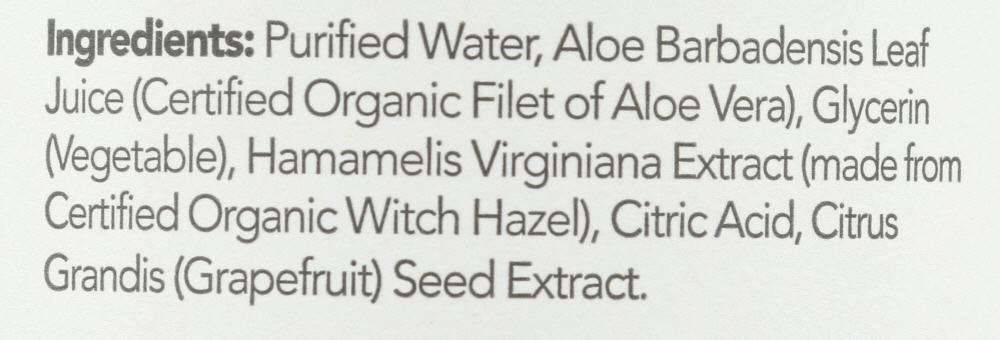 Ingredients: Purified Water, Aloe Barbadensis Leaf
Juice (Certified Organic Filet of Aloe Vera), Glycerin
(Vegetable), Hamamelis Virginiana Extract (made from
Certified Organic Witch Hazel), Citric Acid, Citrus
Grandis (Grapefruit) Seed Extract.